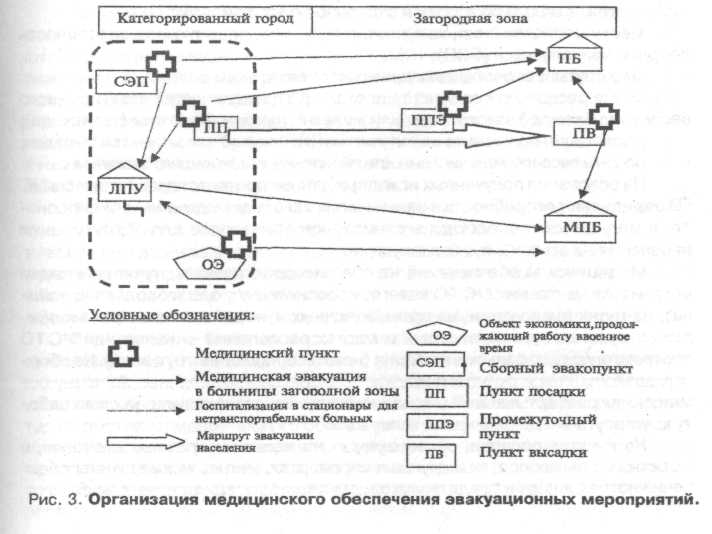 Категорированный город
Загородная зона
СЭП
ПБ
ПП
ППЭ
ПВ
ЛПУ
МПБ
ОЭ
Условные обозначения:
Медицинский пункт
Медицинская эвакуация
в больницы загополной зоны
Госпитализация в стационары для
нетранспортабельных больных
Маршрут эвакуации
населения
ОЭ
Объект экономики,продол-
жающий работу ввоенное
время
СЭП
Сборный эвакопункт
ПП
Пункт посадки
ППЭ
Промежуточный
пункт
ПВ
Пункт высадки
Рис. 3. Организация медицинского обеспечения эвакуационных мероприятий.